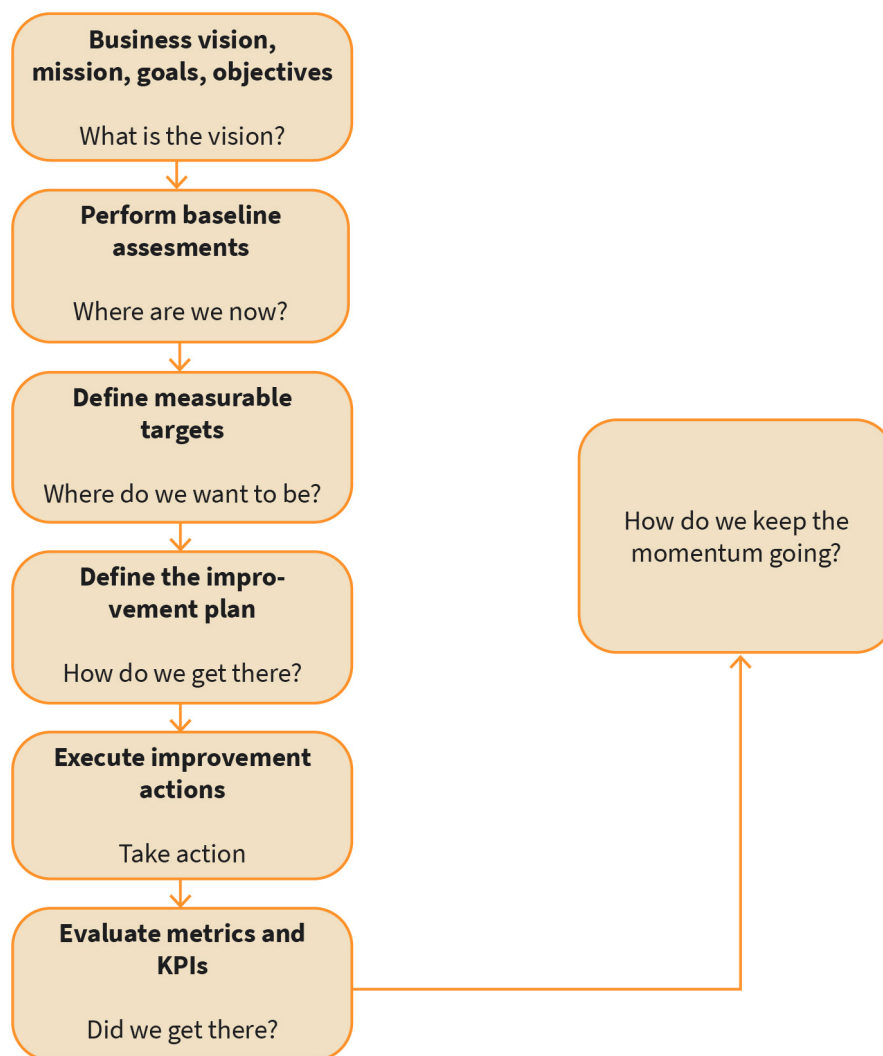 Business vision,
mission, goals, objectives
What is the vision?
Perform baseline
assesments
Where are we now?
Define measurable
targets
Where do we want to be?
Define the impro-
vement plan
How do we get there?
Execute improvement
actions
Take action
Evaluate metrics and
KPIs
Did we get there?
How do we keep the
momentum going?